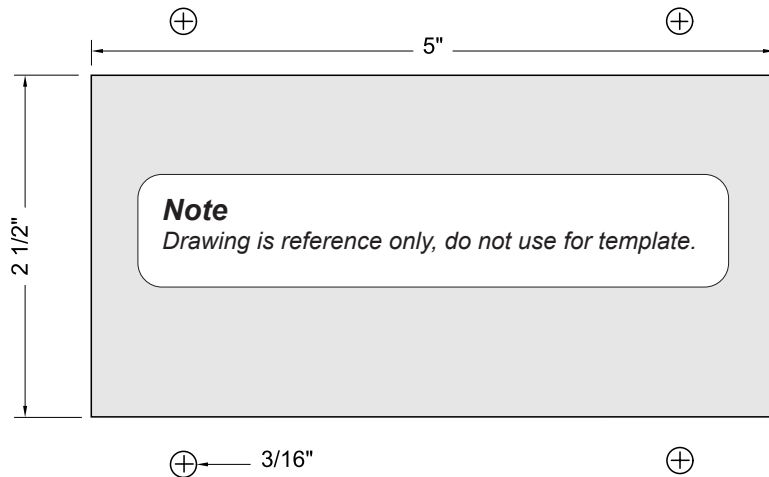 5"
2 1/2"
Note
Drawing is reference only, do not use for template.
3/16"